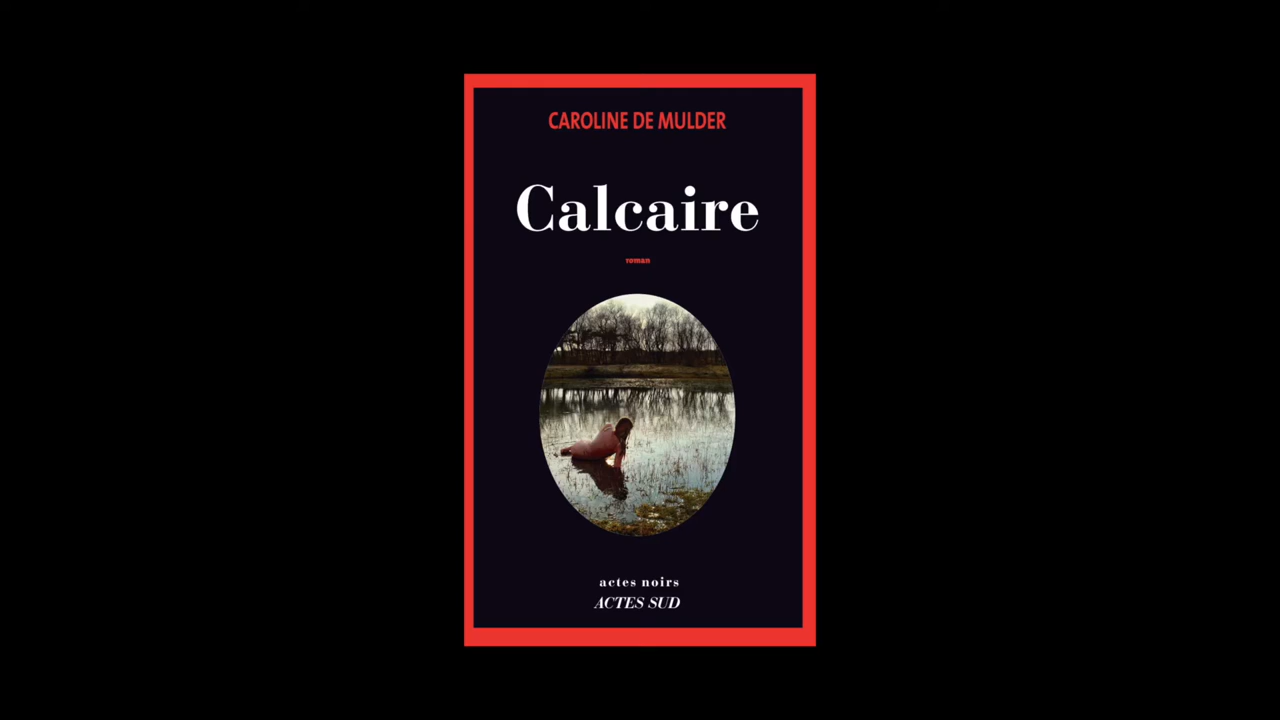 CAROLINE DE MULDER
Calcaire
roman
actes noirs
ACTES SUD